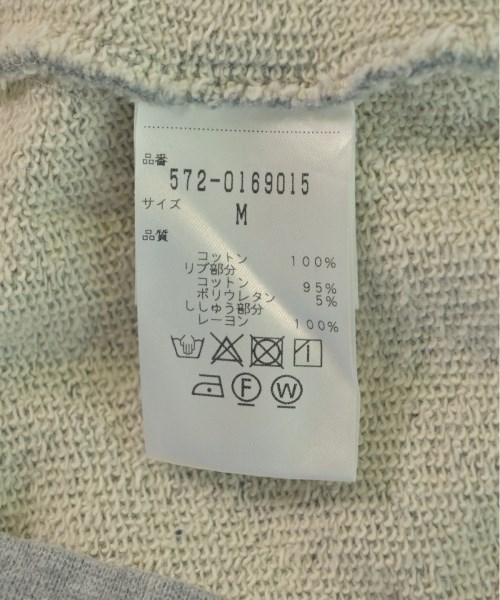 品番
572-0169015
サイズ
M
品質
コットン 100%
リブ部分
コットン 95%
ポリウレタン 5%
ししゅう部分
レーヨン 100%
F W